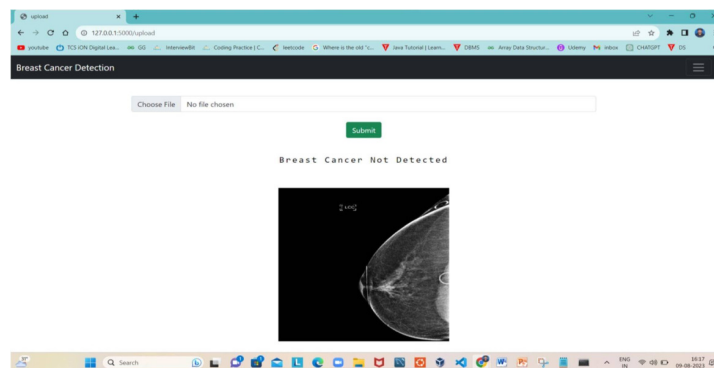 upload
127.0.0.1:5000/upload
youtube TCS iON Digital Lea... GG InterviewBit Coding Practice | C... leetcode Where is the old "c... Java Tutorial | Learn... DBMS Array Data Structur... Udemy inbox CHATGPT DS
Breast Cancer Detection
Choose File No file chosen
Submit
Breast Cancer Not Detected
Search
ENG 16:17
IN 09-08-2023